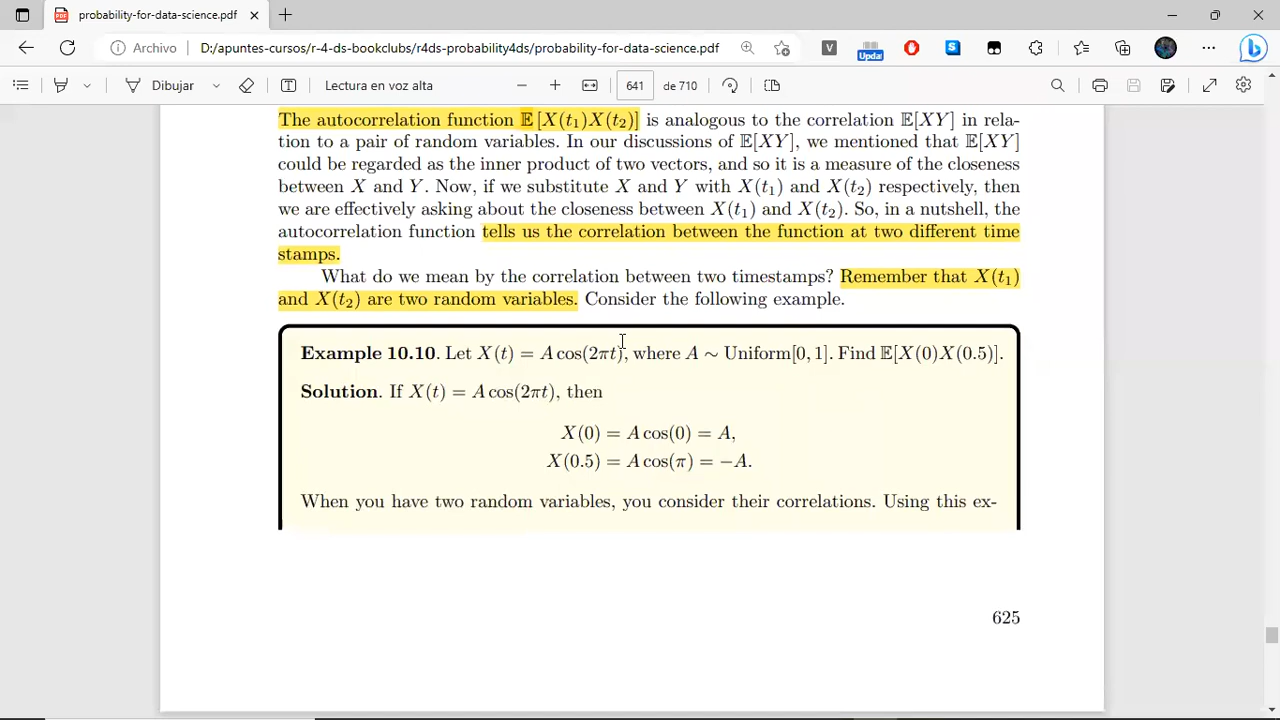 probability-for-data-science.pdf
Archivo D:/apuntes-cursos/r-4-ds-bookclubs/r4ds-probability4ds/probability-for-data-science.pdf V Upda! S
Dibujar Lectura en voz alta 641 de 710
The autocorrelation function 𝔼[X(t₁)X(t₂)] is analogous to the correlation 𝔼[XY] in rela-
tion to a pair of random variables. In our discussions of 𝔼[XY], we mentioned that 𝔼[XY]
could be regarded as the inner product of two vectors, and so it is a measure of the closeness
between X and Y. Now, if we substitute X and Y with X(t₁) and X(t₂) respectively, then
we are effectively asking about the closeness between X(t₁) and X(t₂). So, in a nutshell, the
autocorrelation function tells us the correlation between the function at two different time
stamps.
What do we mean by the correlation between two timestamps? Remember that X(t₁)
and X(t₂) are two random variables. Consider the following example.
Example 10.10. Let X(t) = A cos(2πt), where A ∼ Uniform[0, 1]. Find 𝔼[X(0)X(0.5)].
Solution. If X(t) = A cos(2πt), then
X(0) = A cos(0) = A,
X(0.5) = A cos(π) = −A.
When you have two random variables, you consider their correlations. Using this ex-
625